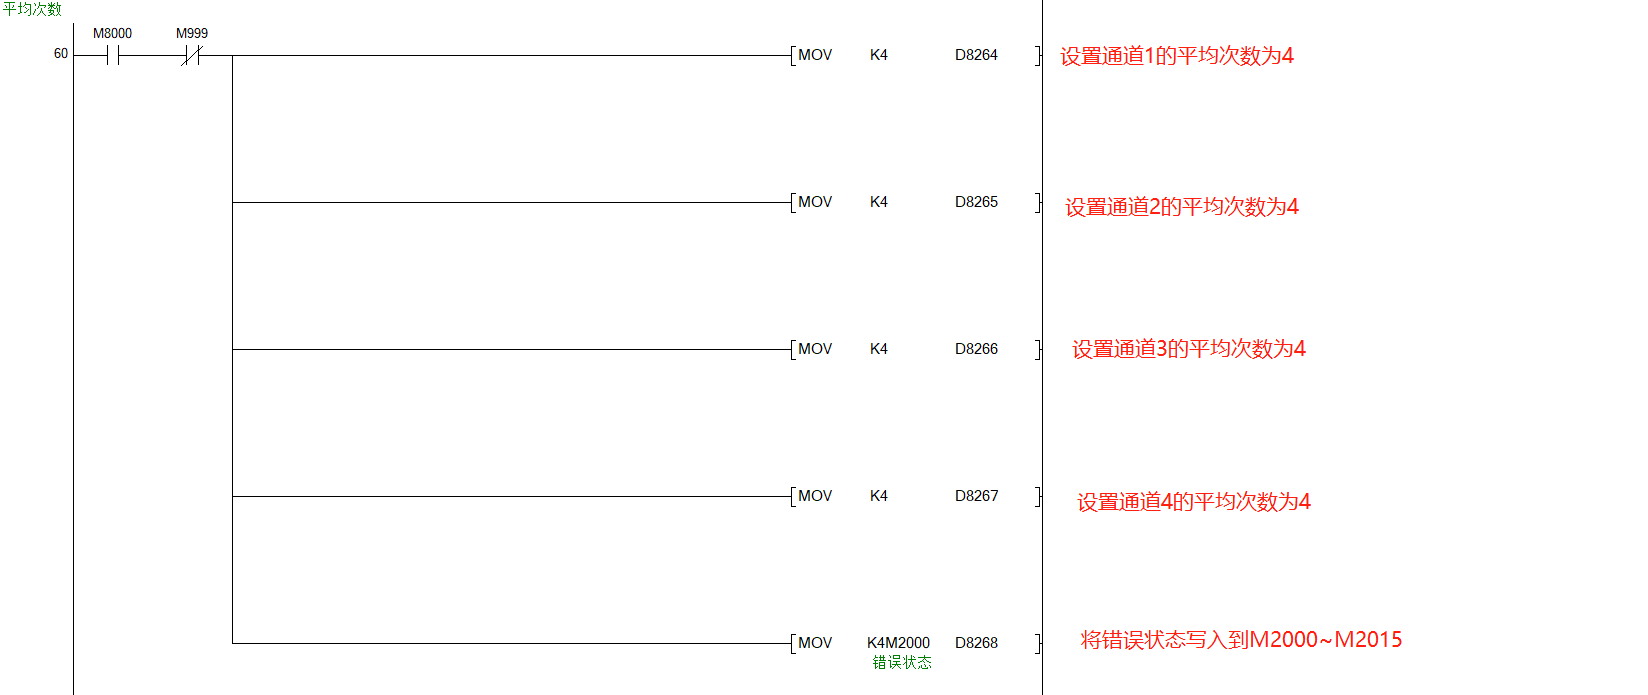 平均次数
M8000 M999
60 MOV K4 D8264 设置通道1的平均次数为4
MOV K4 D8265 设置通道2的平均次数为4
MOV K4 D8266 设置通道3的平均次数为4
MOV K4 D8267 设置通道4的平均次数为4
MOV K4M2000 D8268 将错误状态写入到M2000~M2015
错误状态